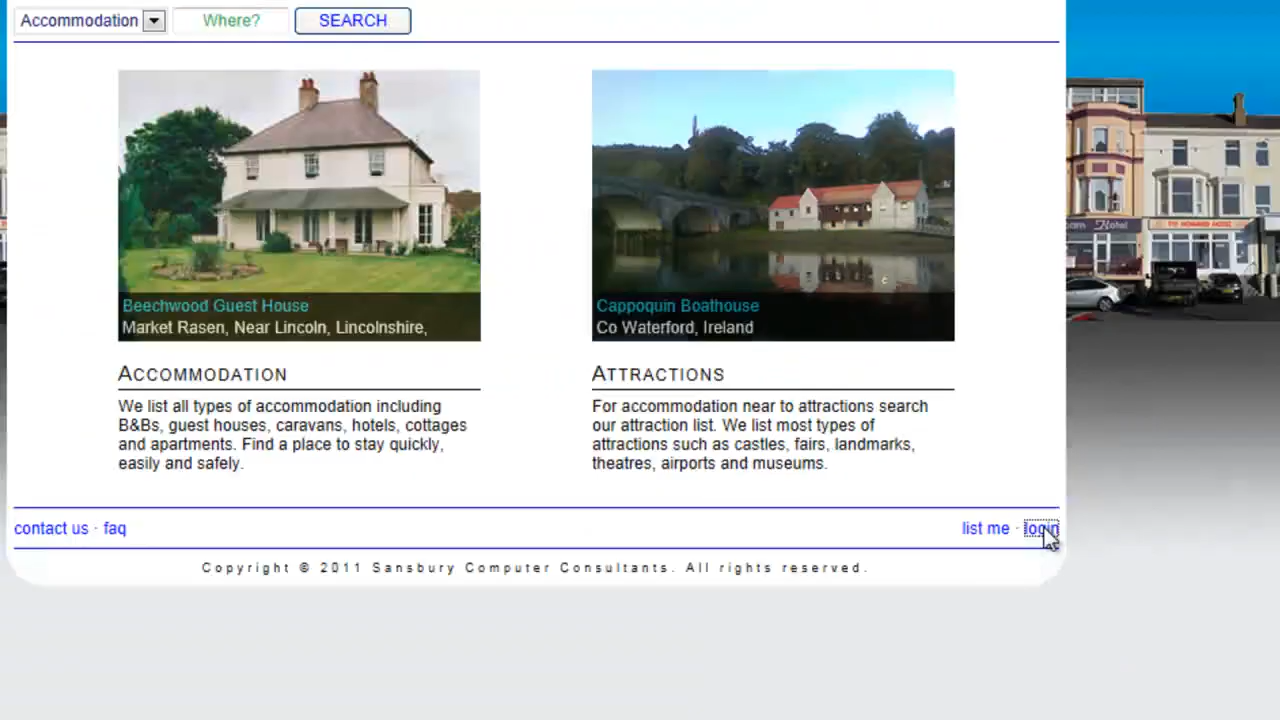 Accommodation Where? SEARCH
Beechwood Guest House
Market Rasen, Near Lincoln, Lincolnshire,
Cappoquin Boathouse
Co Waterford, Ireland
ACCOMMODATION
We list all types of accommodation including
B&Bs, guest houses, caravans, hotels, cottages
and apartments. Find a place to stay quickly,
easily and safely.
ATTRACTIONS
For accommodation near to attractions search
our attraction list. We list most types of
attractions such as castles, fairs, landmarks,
theatres, airports and museums.
contact us · faq
list me · login
Copyright © 2011 Sansbury Computer Consultants. All rights reserved.
Hotel
HOTEL